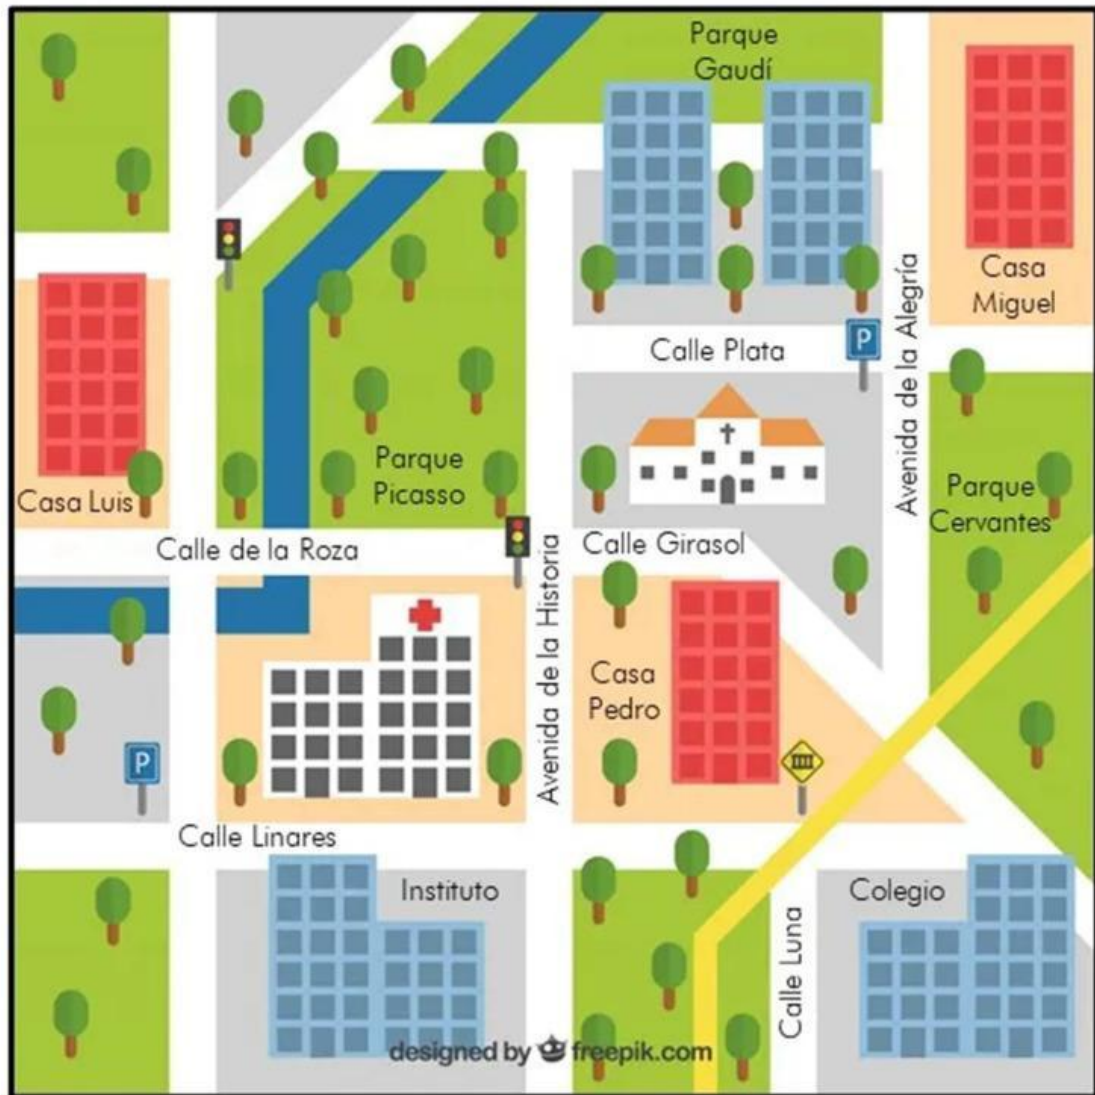 Parque
Gaudí
Casa
Miguel
P
Calle Plata
Avenida de la Alegría
Parque
Picasso
Casa Luis
Parque
Cervantes
Calle de la Roza
Calle Girasol
Avenida de la Historia
Casa
Pedro
P
Calle Linares
Instituto
Colegio
Calle Luna
designed by freepik.com